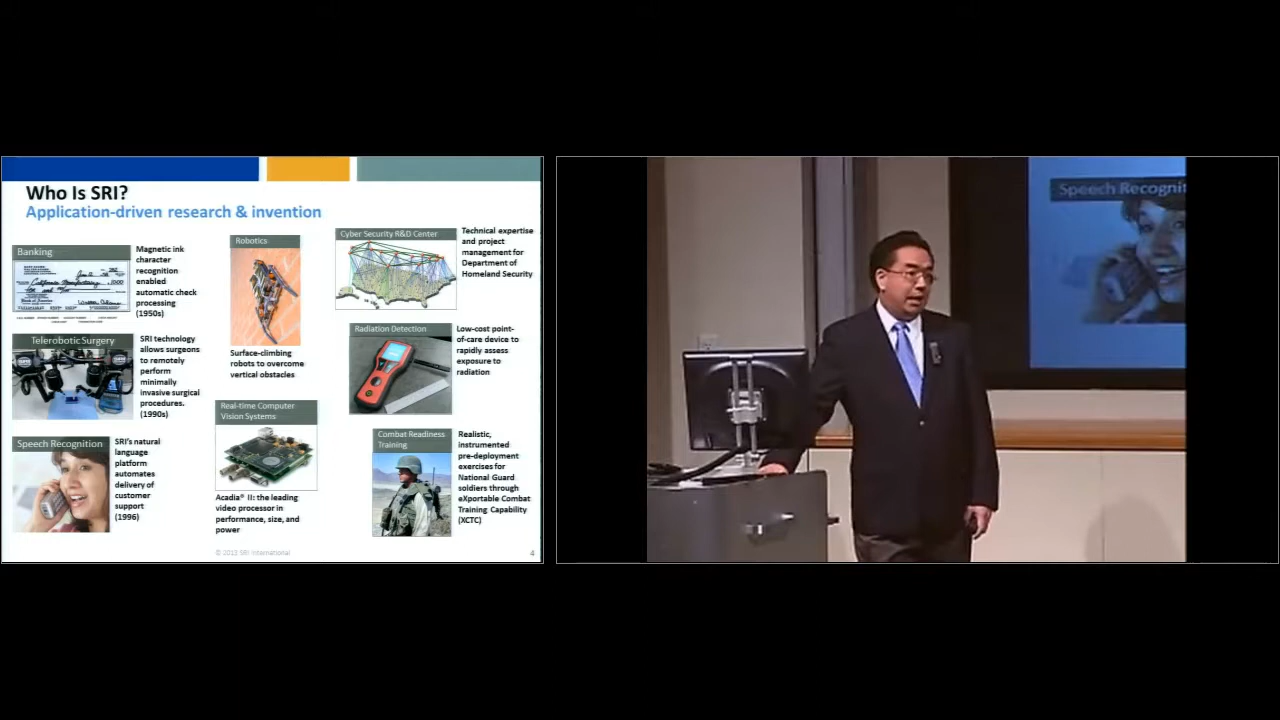 Who Is SRI?
Application-driven research & invention
Banking
Magnetic ink
character
recognition
enabled
automatic check
processing
(1950s)
Telerobotic Surgery
SRI technology
allows surgeons
to remotely
perform
minimally
invasive surgical
procedures.
(1990s)
Speech Recognition
SRI's natural
language
platform
automates
delivery of
customer
support
(1996)
Robotics
Surface-climbing
robots to overcome
vertical obstacles
Real-time Computer
Vision Systems
Acadia® II: the leading
video processor in
performance, size, and
power
Cyber Security R&D Center
Technical expertise
and project
management for
Department of
Homeland Security
Radiation Detection
Low-cost point-
of-care device to
rapidly assess
exposure to
radiation
Combat Readiness
Training
Realistic,
instrumented
pre-deployment
exercises for
National Guard
soldiers through
eXportable Combat
Training Capability
(XCTC)
4
Speech Recognit